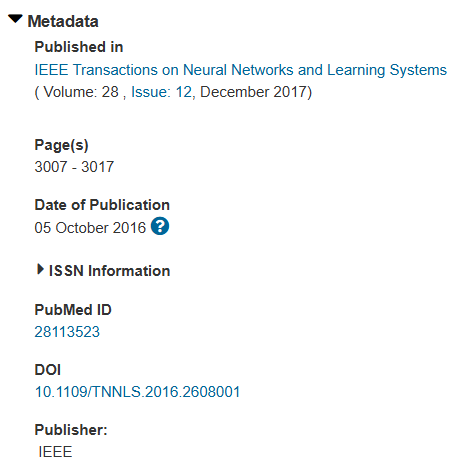 Metadata
Published in
IEEE Transactions on Neural Networks and Learning Systems
( Volume: 28 , Issue: 12, December 2017)
Page(s)
3007 - 3017
Date of Publication
05 October 2016 ?
ISSN Information
PubMed ID
28113523
DOI
10.1109/TNNLS.2016.2608001
Publisher:
IEEE